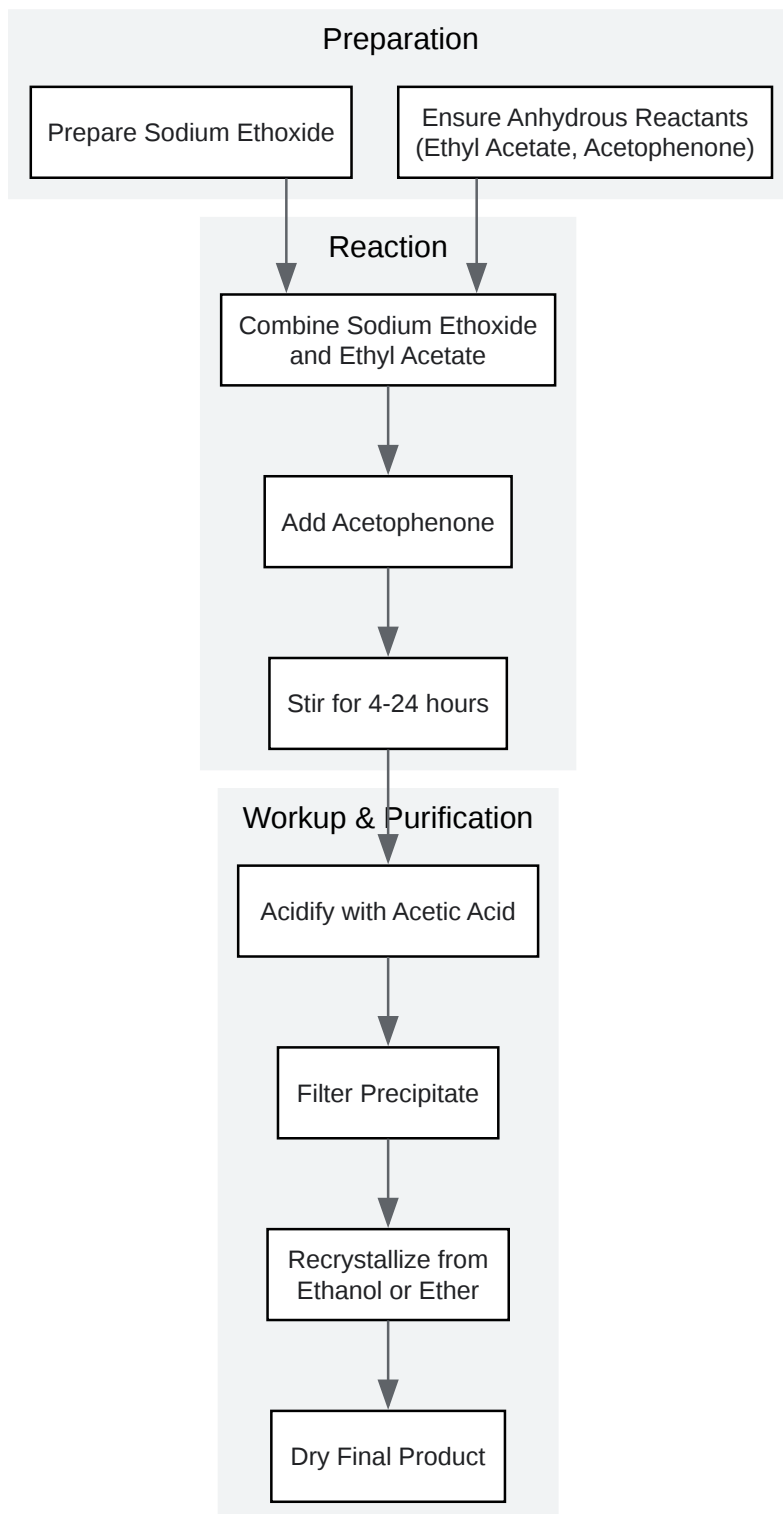 Preparation
Prepare Sodium Ethoxide
Ensure Anhydrous Reactants
(Ethyl Acetate, Acetophenone)
Reaction
Combine Sodium Ethoxide
and Ethyl Acetate
Add Acetophenone
Stir for 4-24 hours
Workup & Purification
Acidify with Acetic Acid
Filter Precipitate
Recrystallize from
Ethanol or Ether
Dry Final Product